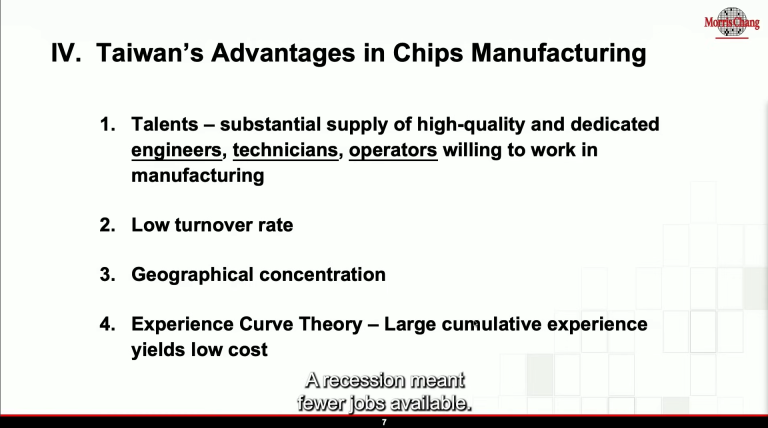 Morris Chang
IV. Taiwan's Advantages in Chips Manufacturing
1. Talents – substantial supply of high-quality and dedicated
engineers, technicians, operators willing to work in
manufacturing
2. Low turnover rate
3. Geographical concentration
4. Experience Curve Theory – Large cumulative experience
yields low cost
A recession meant
fewer jobs available.
7